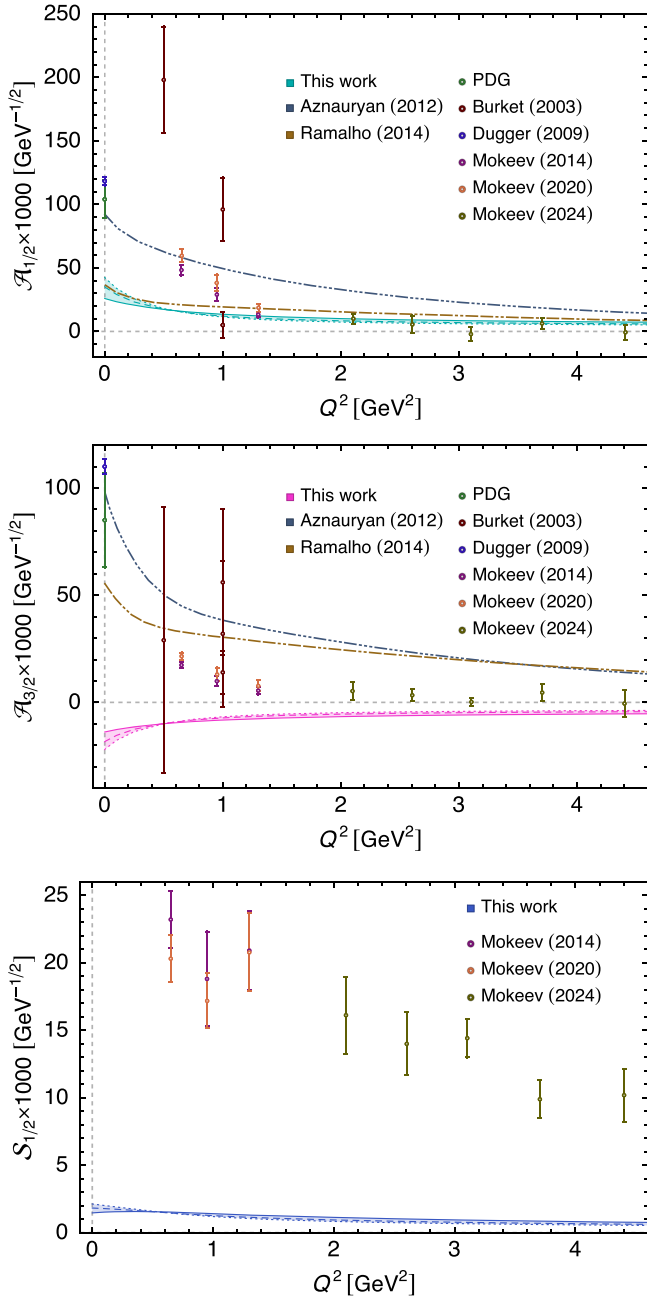 250
200
150
100
50
0
𝒜1/2×1000 [GeV−1/2]
This work
Aznauryan (2012)
Ramalho (2014)
PDG
Burket (2003)
Dugger (2009)
Mokeev (2014)
Mokeev (2020)
Mokeev (2024)
0 1 2 3 4
Q² [GeV²]
100
50
0
𝒜3/2×1000 [GeV−1/2]
This work
Aznauryan (2012)
Ramalho (2014)
PDG
Burket (2003)
Dugger (2009)
Mokeev (2014)
Mokeev (2020)
Mokeev (2024)
0 1 2 3 4
Q² [GeV²]
25
20
15
10
5
0
𝒮1/2×1000 [GeV−1/2]
This work
Mokeev (2014)
Mokeev (2020)
Mokeev (2024)
0 1 2 3 4
Q² [GeV²]